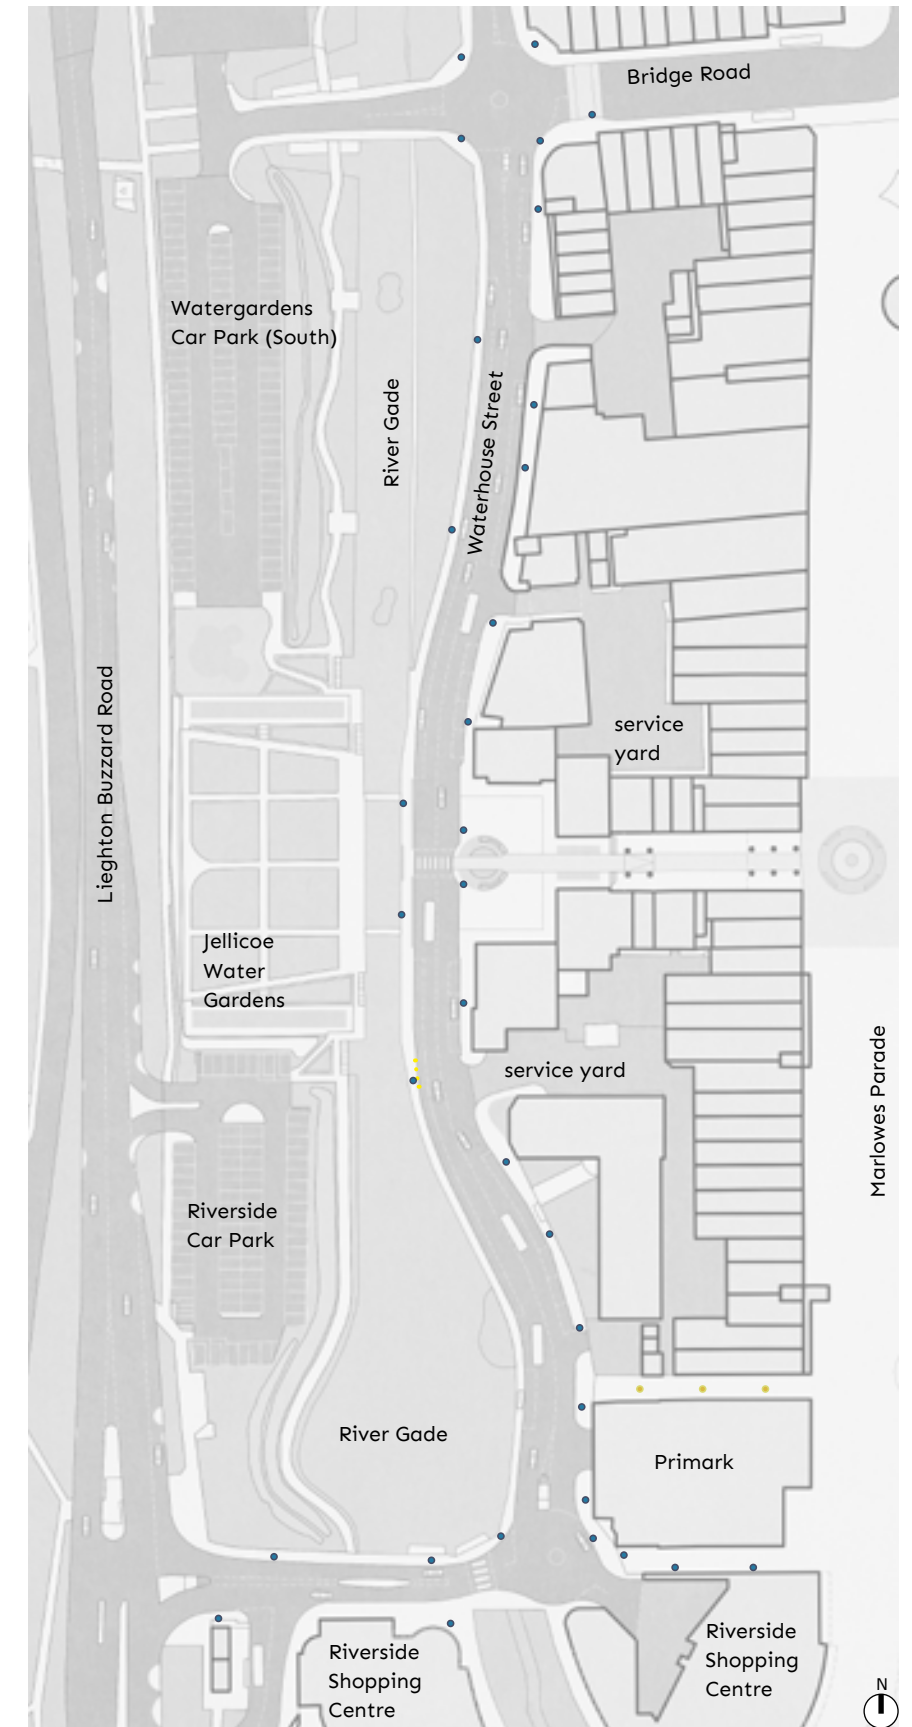 Bridge Road
Watergardens
Car Park (South)
River Gade
Waterhouse Street
service
yard
Lieghton Buzzard Road
Jellicoe
Water
Gardens
service yard
Marlowes Parade
Riverside
Car Park
River Gade
Primark
Riverside
Shopping
Centre
Riverside
Shopping
Centre
N